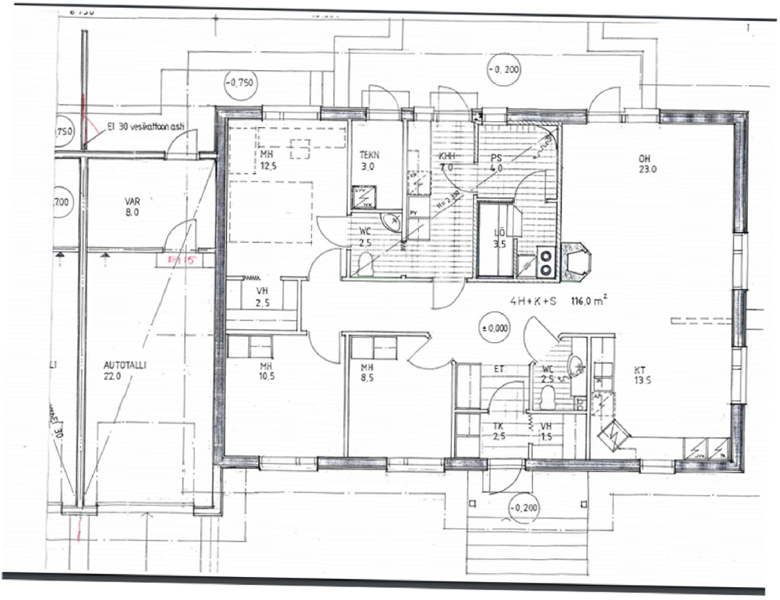 -0,750
-0,200
750
EI 30 vesikattoon asti
MH
12,5
TEKN
3,0
KHH
7,0
PS
4,0
OH
23.0
700
VAR
8.0
PY
WC
2.5
LÖ
3.5
EI 15
VH
2,5
4H+K+S 116,0 m²
±0,000
AUTOTALLI
22.0
MH
10,5
MH
8,5
ET
WC
2.5
KT
13.5
30
TK
2,5
VH
1.5
-0,200